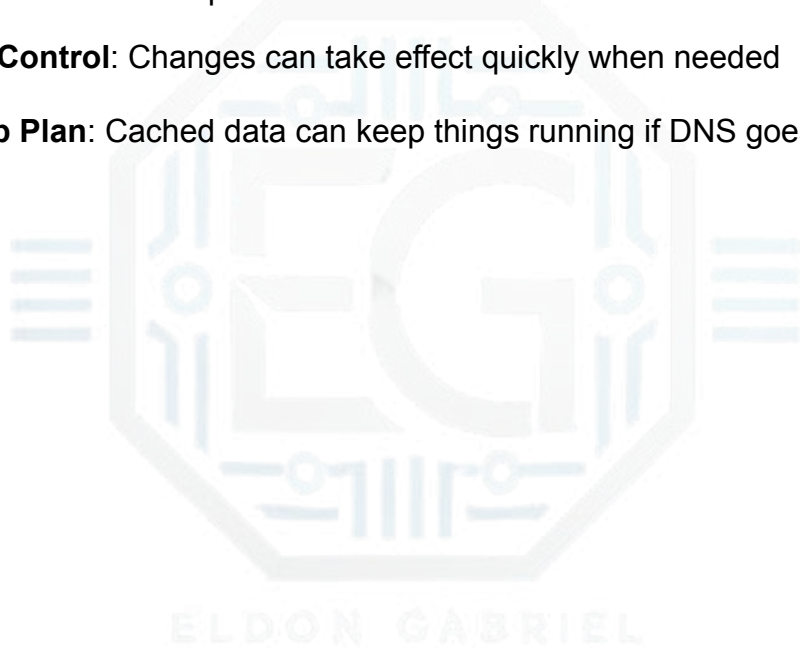 Control: Changes can take effect quickly when needed
Plan: Cached data can keep things running if DNS
EG
ELDON GABRIEL